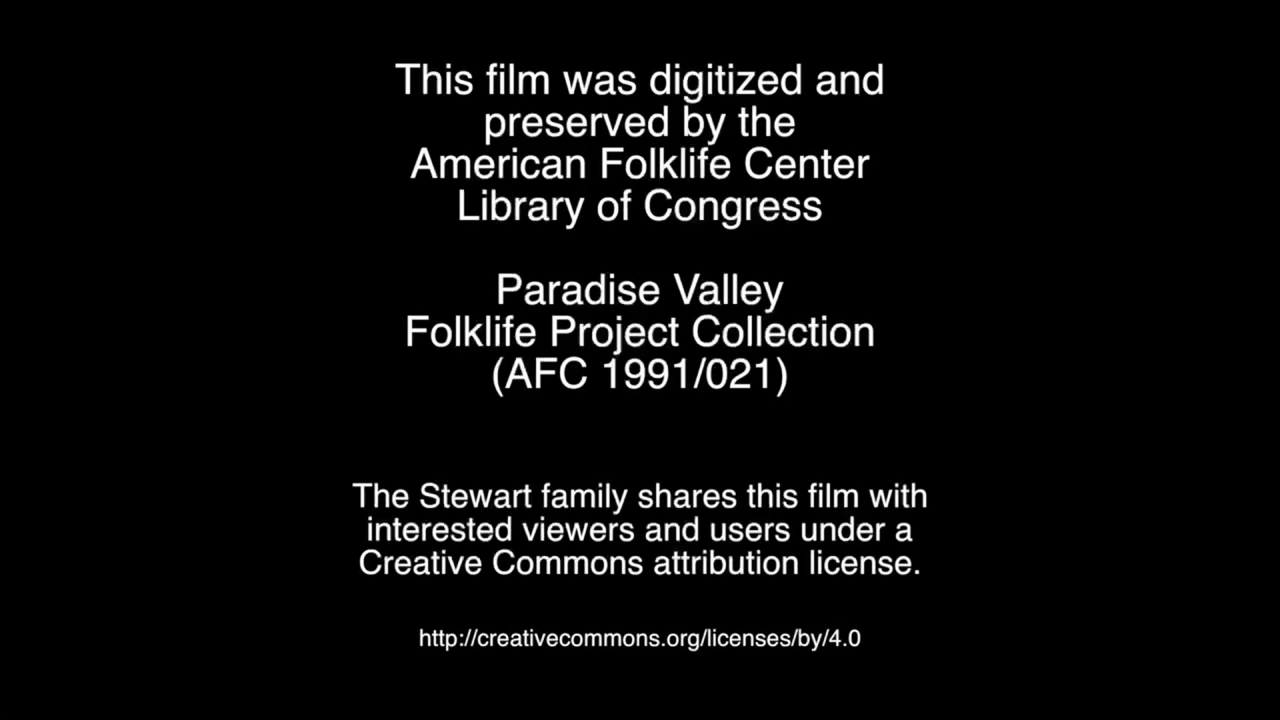 This film was digitized and
preserved by the
American Folklife Center
Library of Congress
Paradise Valley
Folklife Project Collection
(AFC 1991/021)
The Stewart family shares this film with
interested viewers and users under a
Creative Commons attribution license.
http://creativecommons.org/licenses/by/4.0